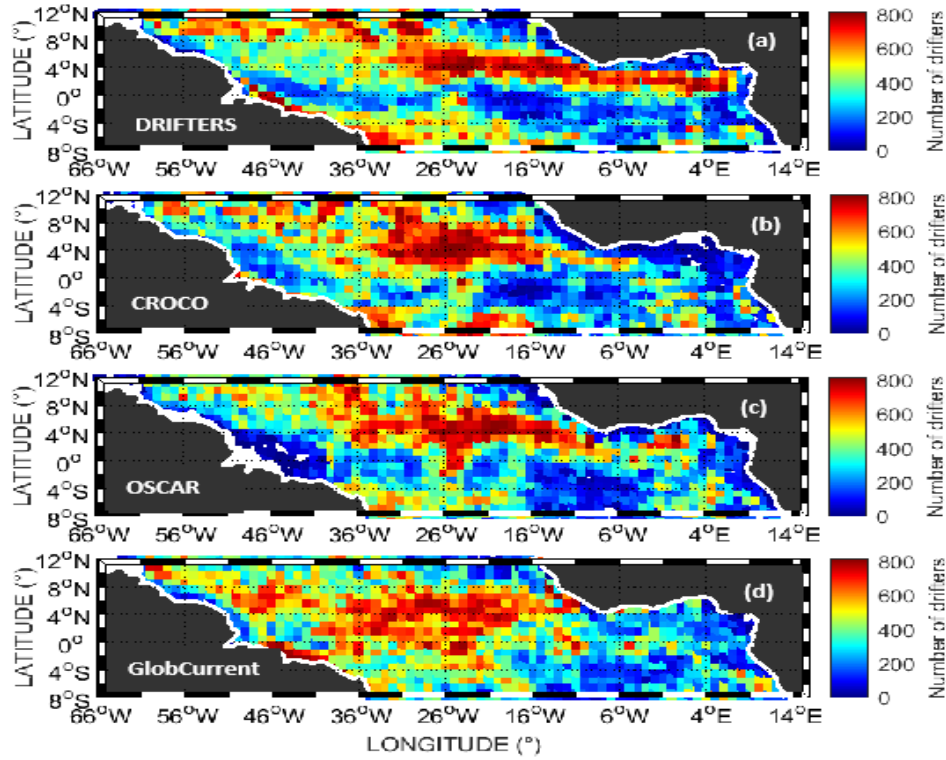 12°N
8°N
4°N
0°
4°S
8°S
LATITUDE (°)
(a)
DRIFTERS
66°W 56°W 46°W 36°W 26°W 16°W 6°W 4°E 14°E
800
600
400
200
0
Number of drifters
12°N
8°N
4°N
0°
4°S
8°S
LATITUDE (°)
(b)
CROCO
66°W 56°W 46°W 36°W 26°W 16°W 6°W 4°E 14°E
800
600
400
200
0
Number of drifters
12°N
8°N
4°N
0°
4°S
8°S
LATITUDE (°)
(c)
OSCAR
66°W 56°W 46°W 36°W 26°W 16°W 6°W 4°E 14°E
800
600
400
200
0
Number of drifters
12°N
8°N
4°N
0°
4°S
8°S
LATITUDE (°)
(d)
GlobCurrent
66°W 56°W 46°W 36°W 26°W 16°W 6°W 4°E 14°E
800
600
400
200
0
Number of drifters
LONGITUDE (°)